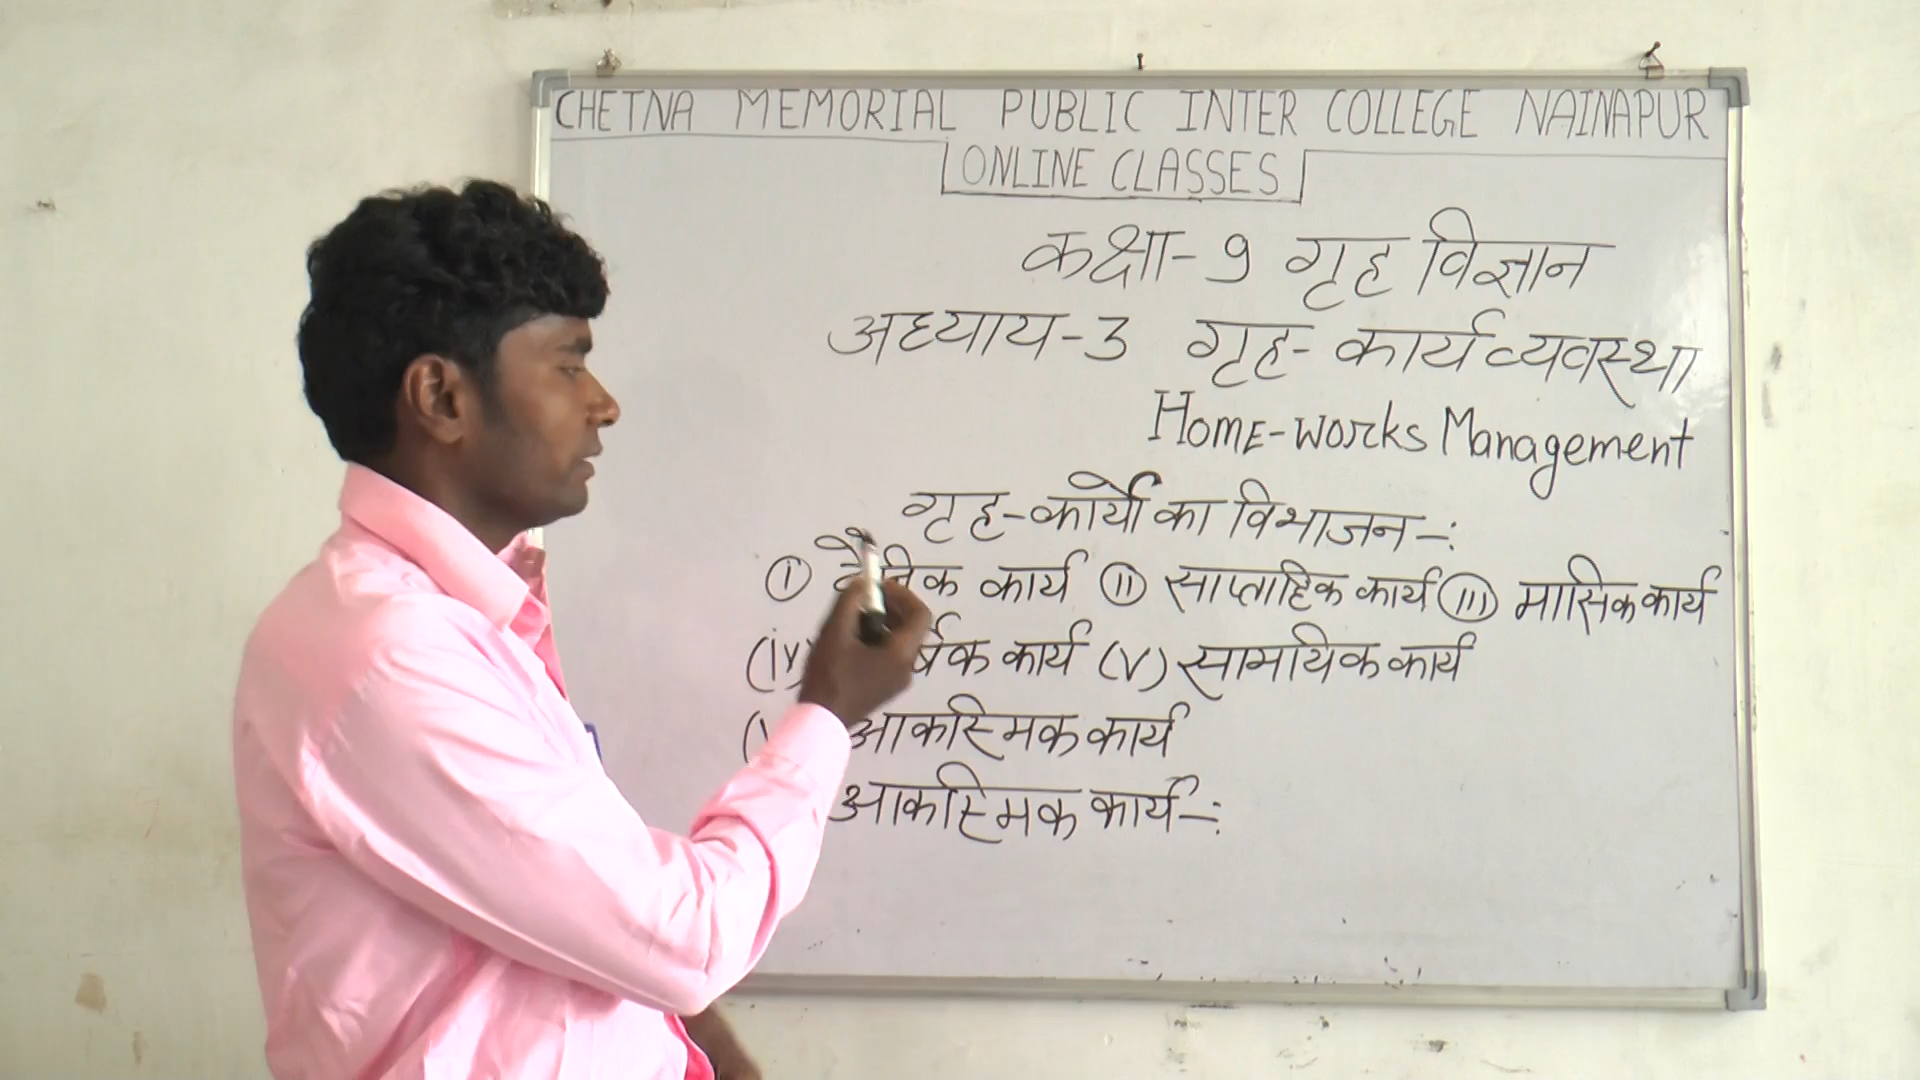 CHETNA MEMORIAL PUBLIC INTER COLLEGE NAINAPUR
ONLINE CLASSES
कक्षा-9 गृह विज्ञान
अध्याय-3 गृह-कार्य व्यवस्था
HomE-works Management
गृह-कार्यों का विभाजन-:
(i) कार्य (ii) साप्ताहिक कार्य (iii) मासिक कार्य
(iv) कार्य (v) सामयिक कार्य
आकस्मिक कार्य
आकस्मिक कार्य-: